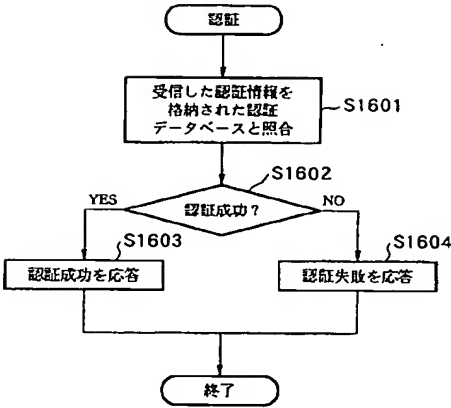 認証
受信した認証情報を
格納された認証
データベースと照合
S1601
S1602
認証成功？
YES
NO
S1603
S1604
認証成功を応答
認証失敗を応答
終了